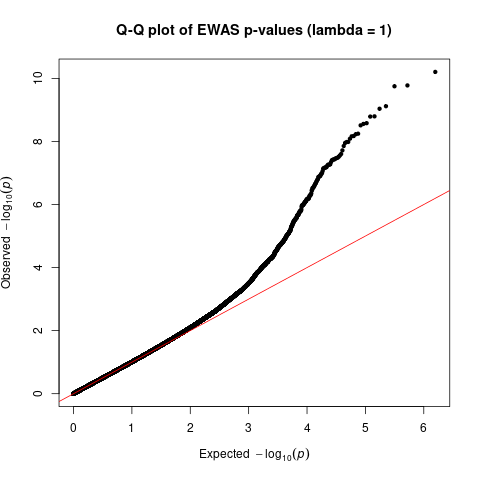 Q-Q plot of EWAS p-values (lambda = 1)
Observed −log₁₀(p)
10
8
6
4
2
0
0 1 2 3 4 5 6
Expected −log₁₀(p)